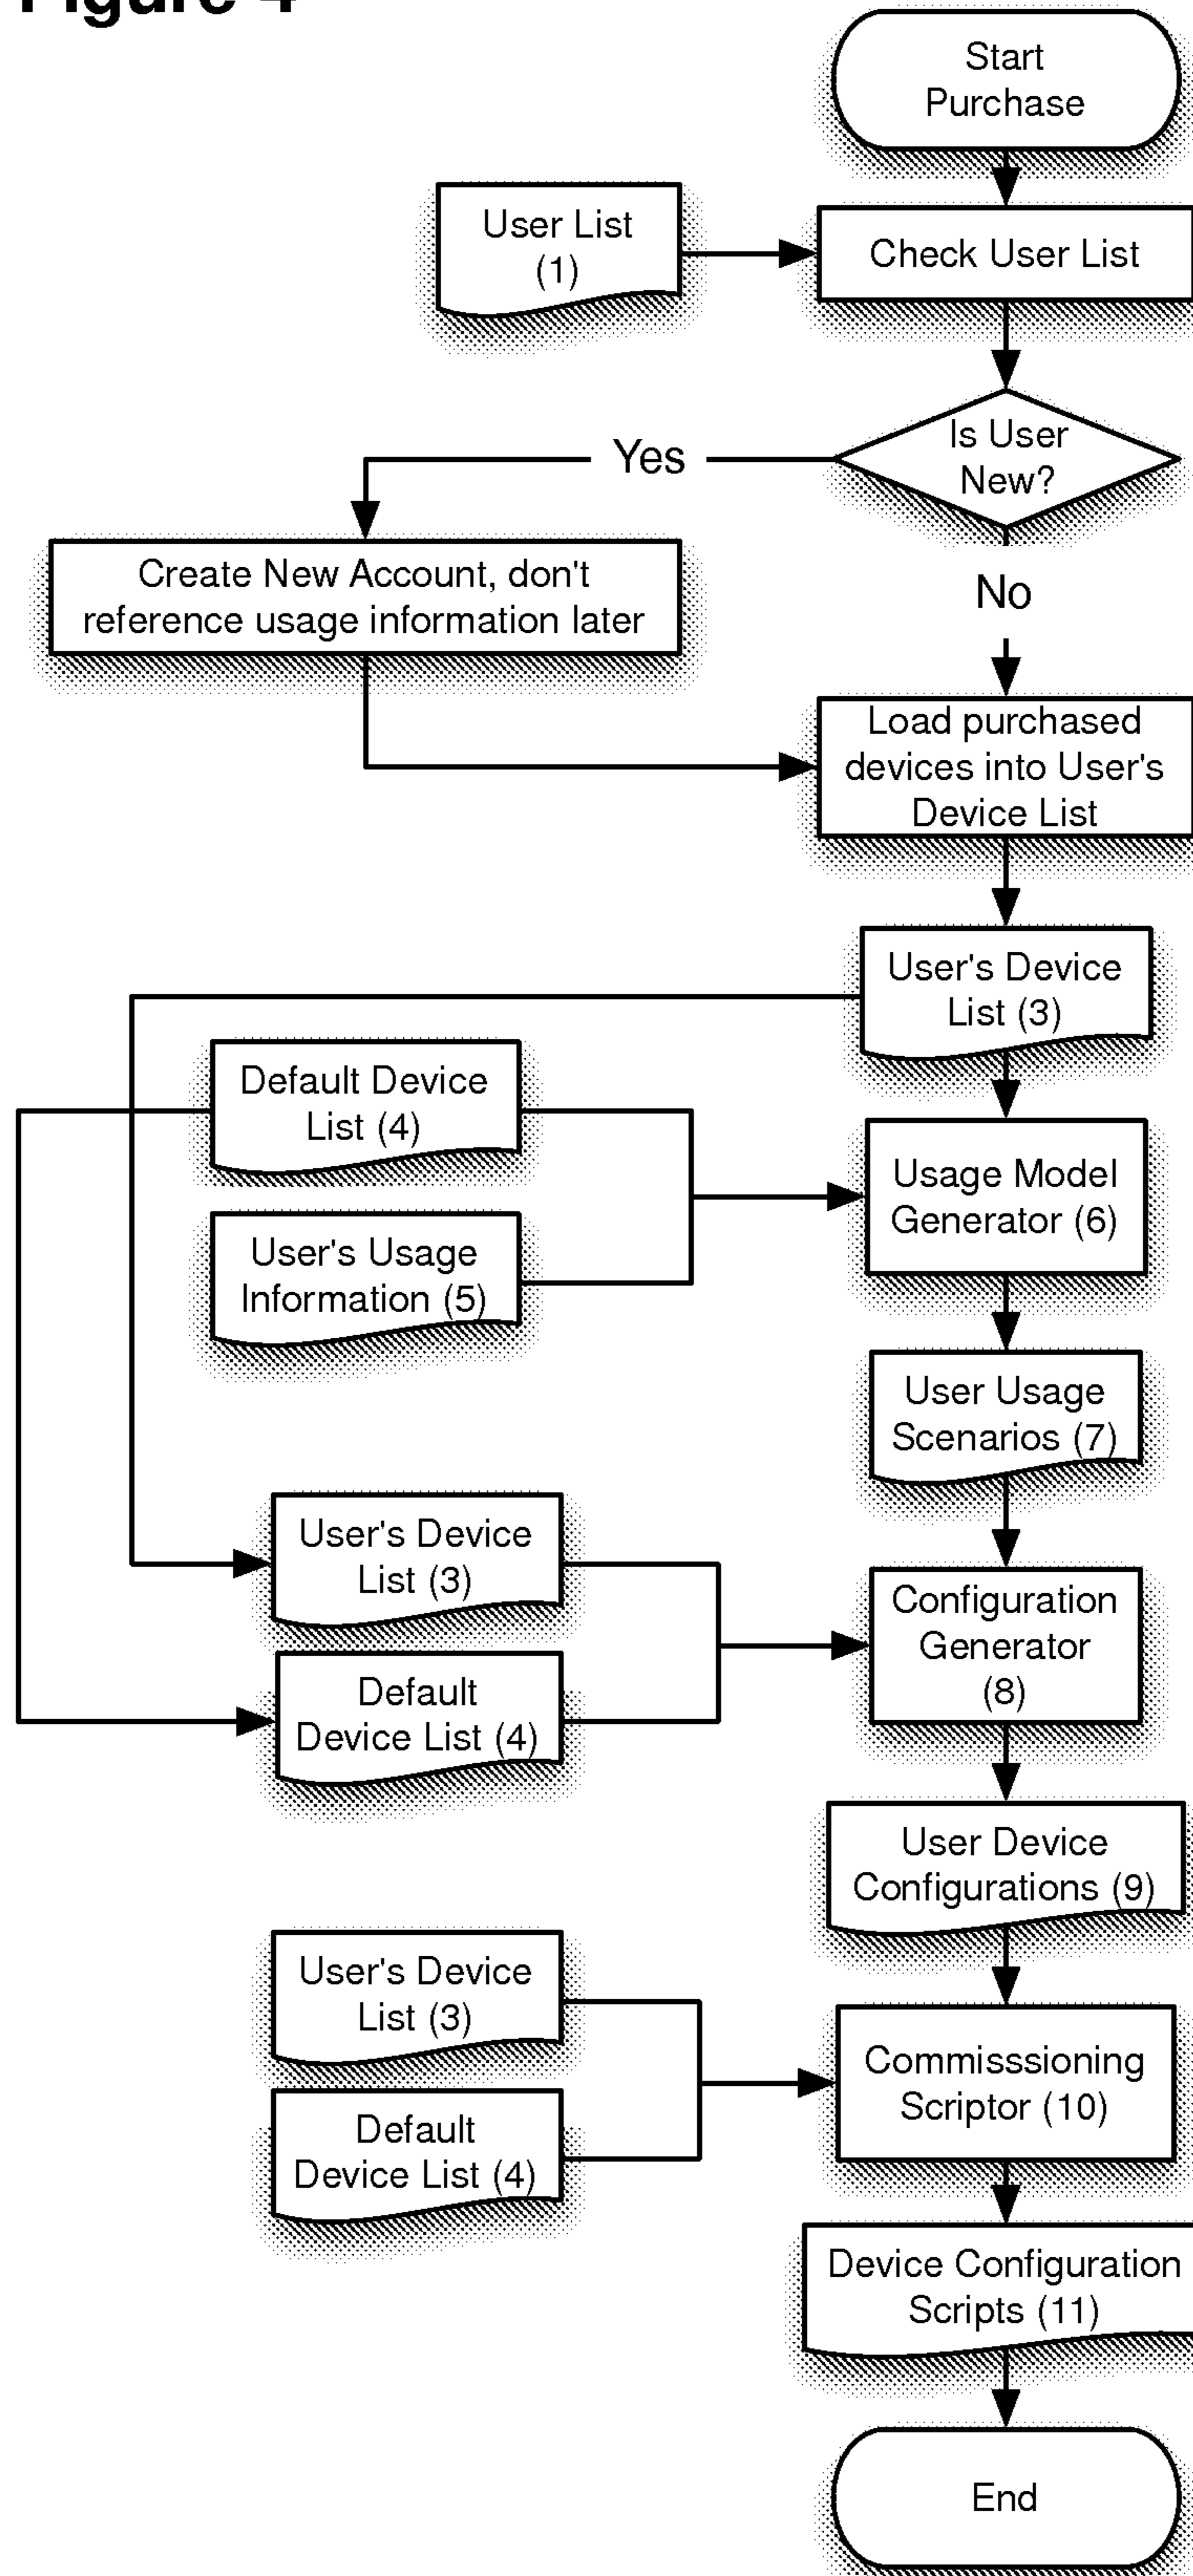 Figure 4
Start
Purchase
User List
(1)
Check User List
Is User
New?
Yes
No
Create New Account, don't
reference usage information later
Load purchased
devices into User's
Device List
User's Device
List (3)
Default Device
List (4)
Usage Model
Generator (6)
User's Usage
Information (5)
User Usage
Scenarios (7)
User's Device
List (3)
Default
Device List (4)
Configuration
Generator
(8)
User Device
Configurations (9)
User's Device
List (3)
Default
Device List (4)
Commisssioning
Scriptor (10)
Device Configuration
Scripts (11)
End